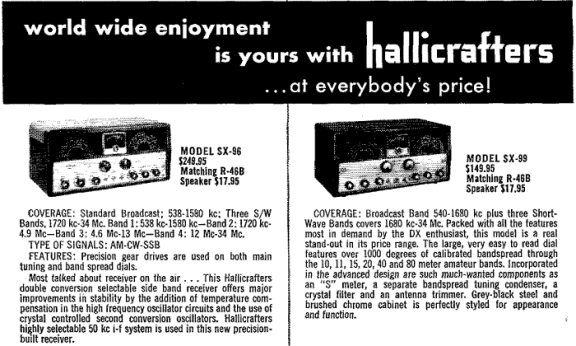 world wide enjoyment
is yours with hallicrafters
...at everybody's price!
MODEL SX-96
$249.95
Matching R-46B
Speaker $17.95
COVERAGE: Standard Broadcast; 538-1580 kc; Three S/W
Bands, 1720 kc-34 Mc. Band 1: 538 kc-1580 kc—Band 2: 1720 kc-
4.9 Mc—Band 3: 4.6 Mc-13 Mc—Band 4: 12 Mc-34 Mc.
TYPE OF SIGNALS: AM-CW-SSB
FEATURES: Precision gear drives are used on both main
tuning and band spread dials.
Most talked about receiver on the air . . . This Hallicrafters
double conversion selectable side band receiver offers major
improvements in stability by the addition of temperature com-
pensation in the high frequency oscillator circuits and the use of
crystal controlled second conversion oscillators. Hallicrafters
highly selectable 50 kc i-f system is used in this new precision-
built receiver.
MODEL SX-99
$149.95
Matching R-46B
Speaker $17.95
COVERAGE: Broadcast Band 540-1680 kc plus three Short-
Wave Bands covers 1680 kc-34 Mc. Packed with all the features
most in demand by the DX enthusiast, this model is a real
stand-out in its price range. The large, very easy to read dial
features over 1000 degrees of calibrated bandspread through
the 10, 11, 15, 20, 40 and 80 meter amateur bands. Incorporated
in the advanced design are such much-wanted components as
an "S" meter, a separate bandspread tuning condenser, a
crystal filter and an antenna trimmer. Grey-black steel and
brushed chrome cabinet is perfectly styled for appearance
and function.